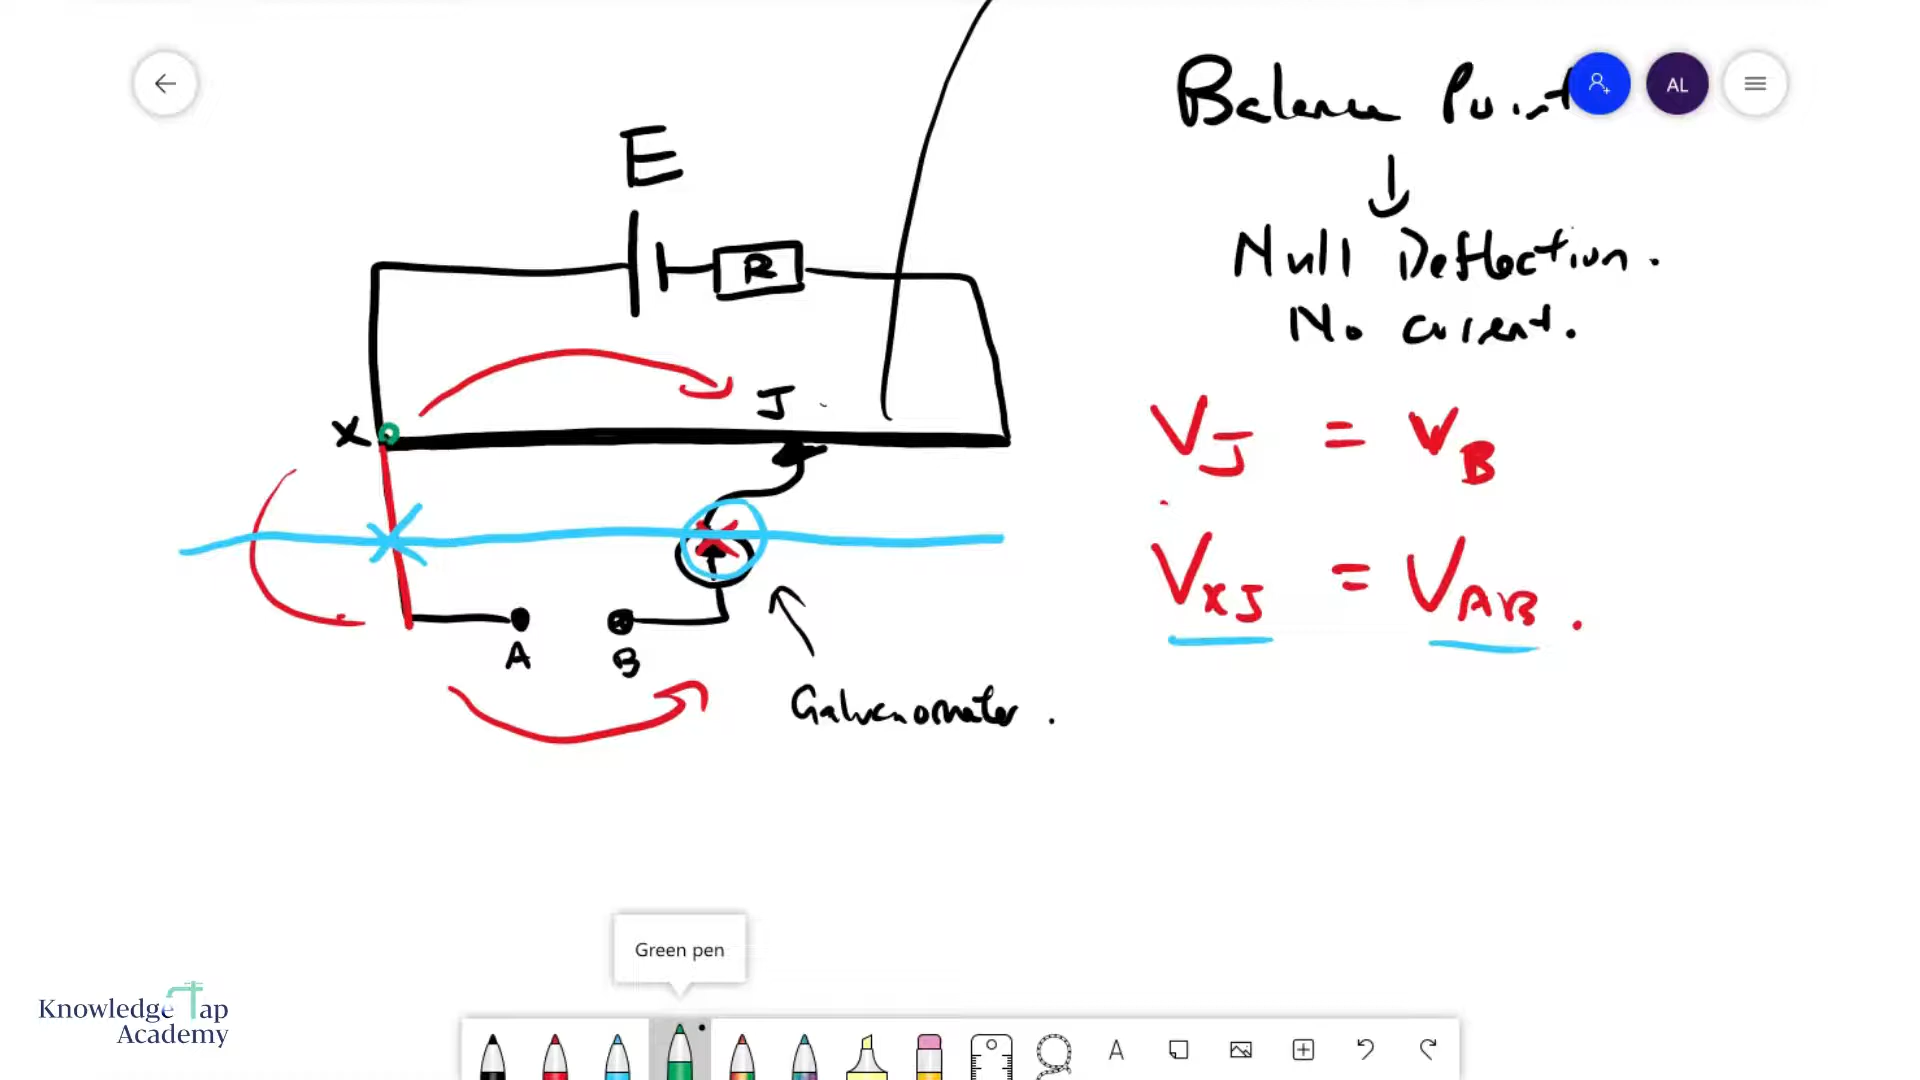 Balance Point
AL
E
Null Deflection.
R
No current.
J
X
VJ = VB
VXJ = VAB.
A
B
Galvanometer.
Green pen
Knowledge Tap
Academy
A